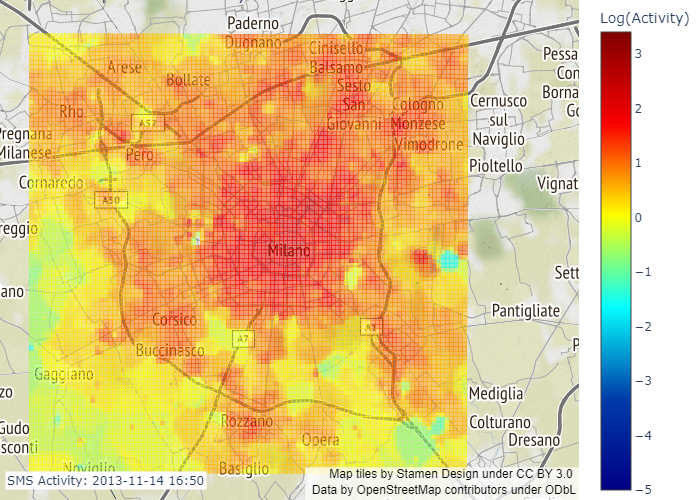 Paderno
Dugnano
Cinisello
Balsamo
Arese
Bollate
Sesto
San
Giovanni
Pessa
Con
Borna
Go
Rho
A52
Cologno
Monzese
Vimodrone
Cernusco
sul
Naviglio
Pregnana
Milanese
Pero
Pioltello
Cornaredo
Vignat
A50
reggio
Milano
Sett
ano
Pantigliate
Corsico
A7
Buccinasco
P
Gaggiano
zo
Mediglia
Rozzano
Colturano
Gudo
sconti
Opera
Dresano
Noviglio
Basiglio
SMS Activity: 2013-11-14 16:50
Map tiles by Stamen Design under CC BY 3.0
Data by OpenStreetMap contributors under ODbL
Log(Activity)
3
2
1
0
−1
−2
−3
−4
−5